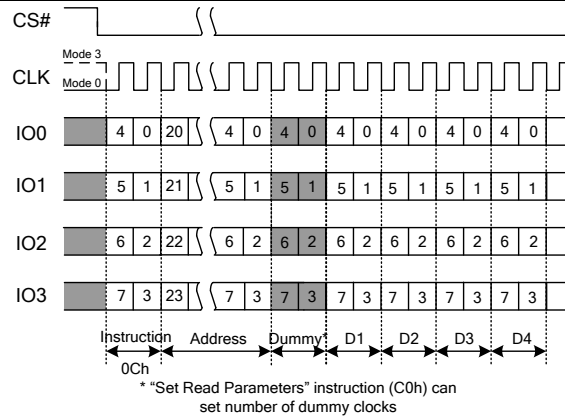 CS#
Mode 3
CLK
Mode 0
IO0 4 0 20 4 0 4 0 4 0 4 0 4 0 4 0
IO1 5 1 21 5 1 5 1 5 1 5 1 5 1 5 1
IO2 6 2 22 6 2 6 2 6 2 6 2 6 2 6 2
IO3 7 3 23 7 3 7 3 7 3 7 3 7 3 7 3
Instruction Address Dummy* D1 D2 D3 D4
0Ch
* "Set Read Parameters" instruction (C0h) can
set number of dummy clocks